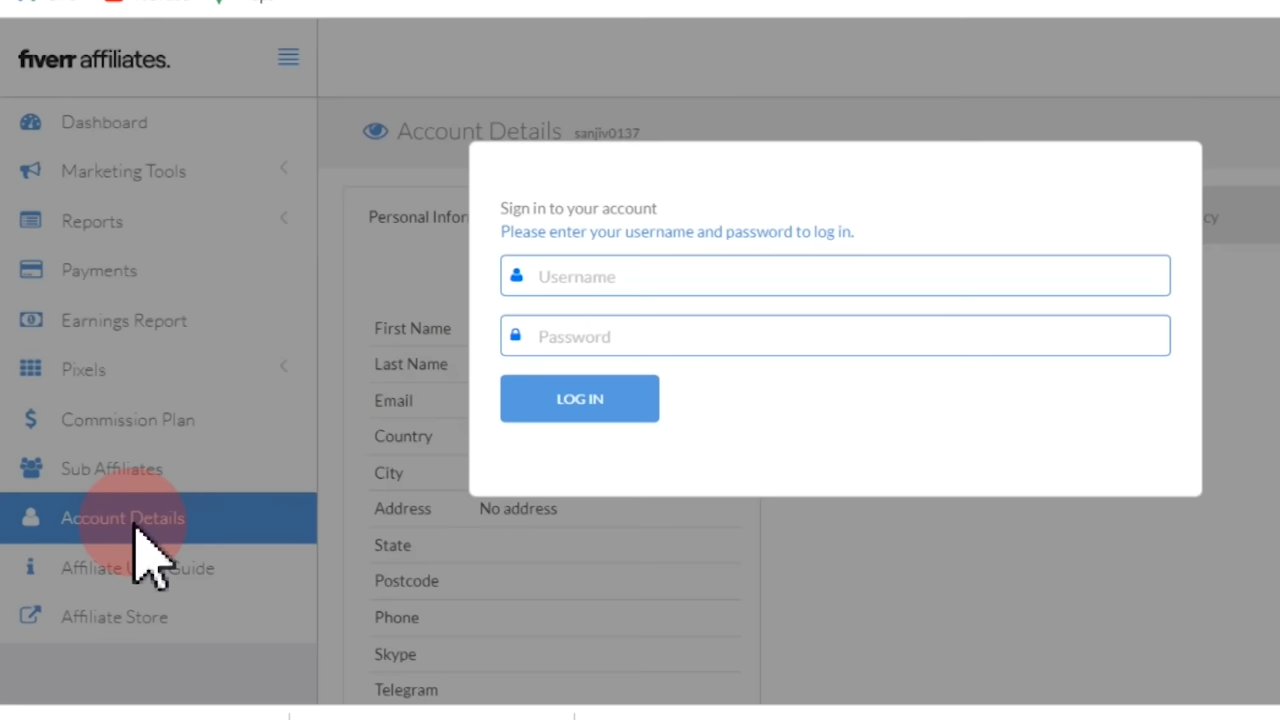 fiverr affiliates.
Dashboard
Marketing Tools
Reports
Payments
Earnings Report
Pixels
Commission Plan
Sub Affiliates
Account Details
Affiliate Guide
Affiliate Store
Account Details sanjiv0137
Personal
Sign in to your account
Please enter your username and password to log in.
Username
Password
LOG IN
First Name
Last Name
Email
Country
City
Address No address
State
Postcode
Phone
Skype
Telegram